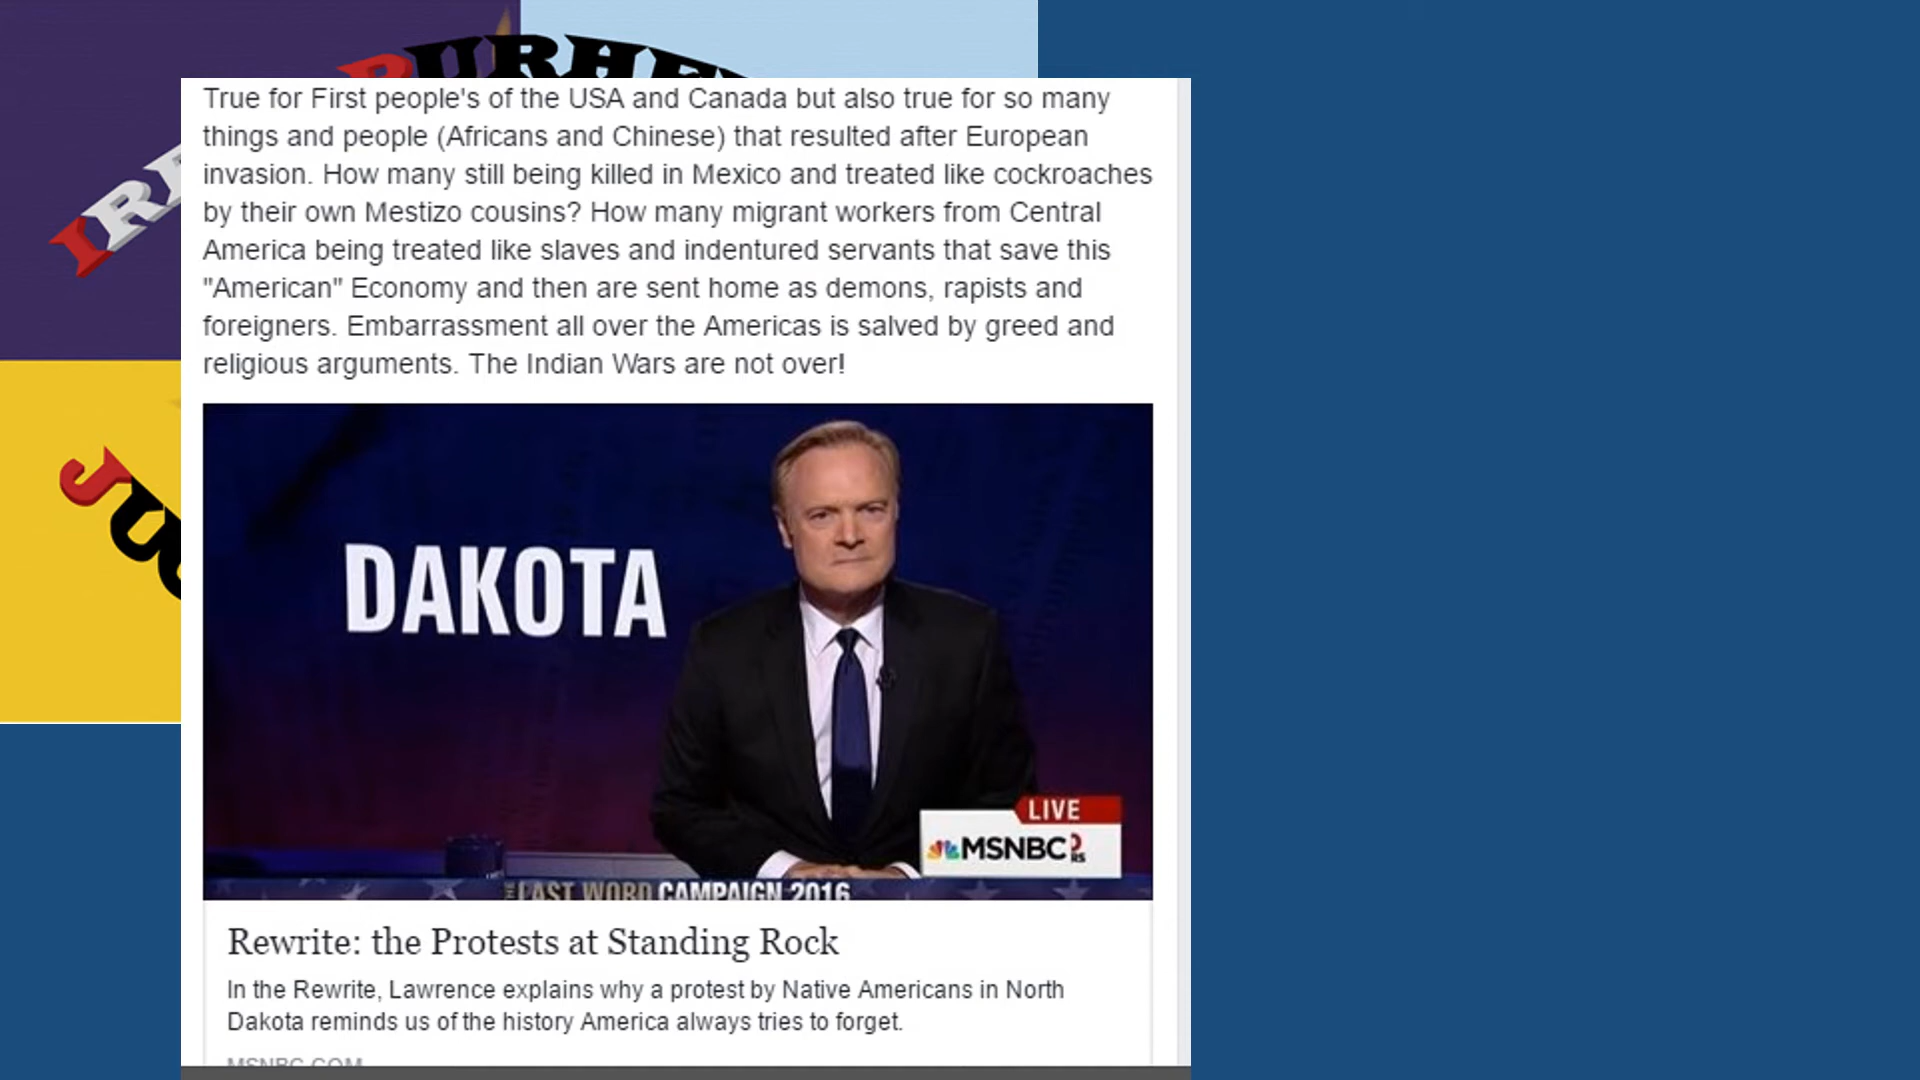 True for First people's of the USA and Canada but also true for so many
things and people (Africans and Chinese) that resulted after European
invasion. How many still being killed in Mexico and treated like cockroaches
by their own Mestizo cousins? How many migrant workers from Central
America being treated like slaves and indentured servants that save this
"American" Economy and then are sent home as demons, rapists and
foreigners. Embarrassment all over the Americas is salved by greed and
religious arguments. The Indian Wars are not over!
DAKOTA
LIVE
MSNBC
THE LAST WORD CAMPAIGN 2016
Rewrite: the Protests at Standing Rock
In the Rewrite, Lawrence explains why a protest by Native Americans in North
Dakota reminds us of the history America always tries to forget.
MSNBC.COM